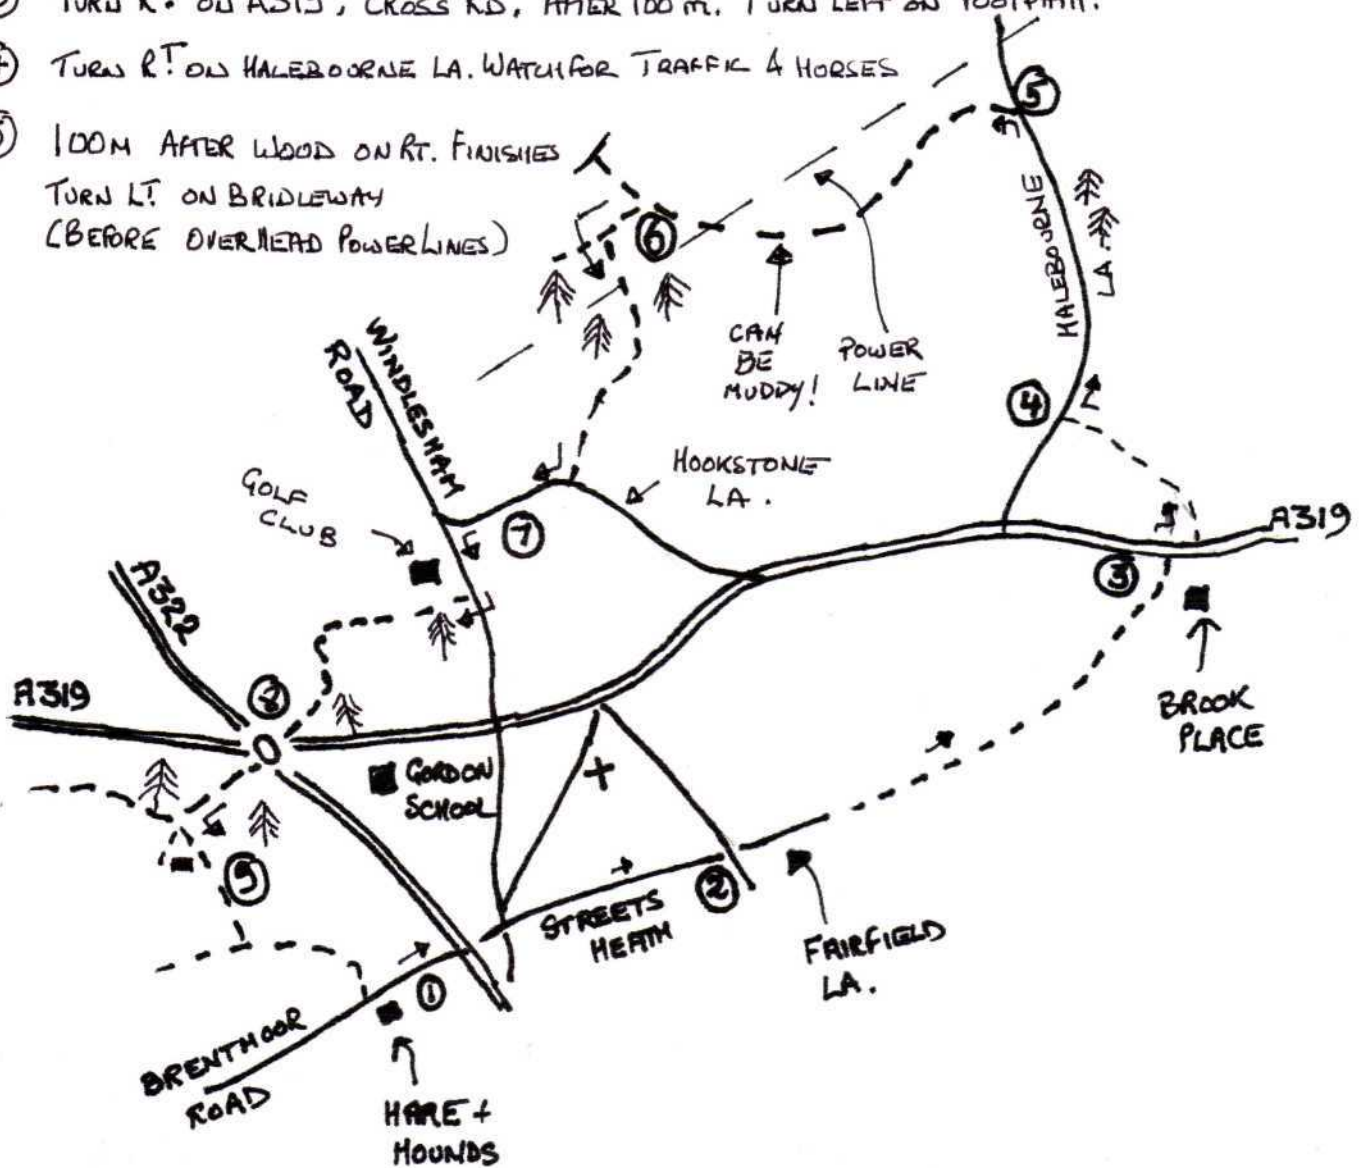 TURN RT. ON A319, CROSS RD, AFTER 100 M. TURN LEFT ON FOOTPATH.
TURN RT ON HALEBOURNE LA. WATCH FOR TRAFFIC & HORSES
100M AFTER WOOD ON RT. FINISHES
TURN LT. ON BRIDLEWAY
(BEFORE OVERHEAD POWERLINES)
5
6
HALEBOURNE
LA.
CAN
BE
MUDDY!
POWER
LINE
WINDLESHAM
ROAD
4
HOOKSTONE
LA.
GOLF
CLUB
7
A319
3
A322
BROOK
PLACE
A319
8
GORDON
SCHOOL
9
STREETS
HEATH
2
FAIRFIELD
LA.
1
BRENTMOOR
ROAD
HARE +
HOUNDS